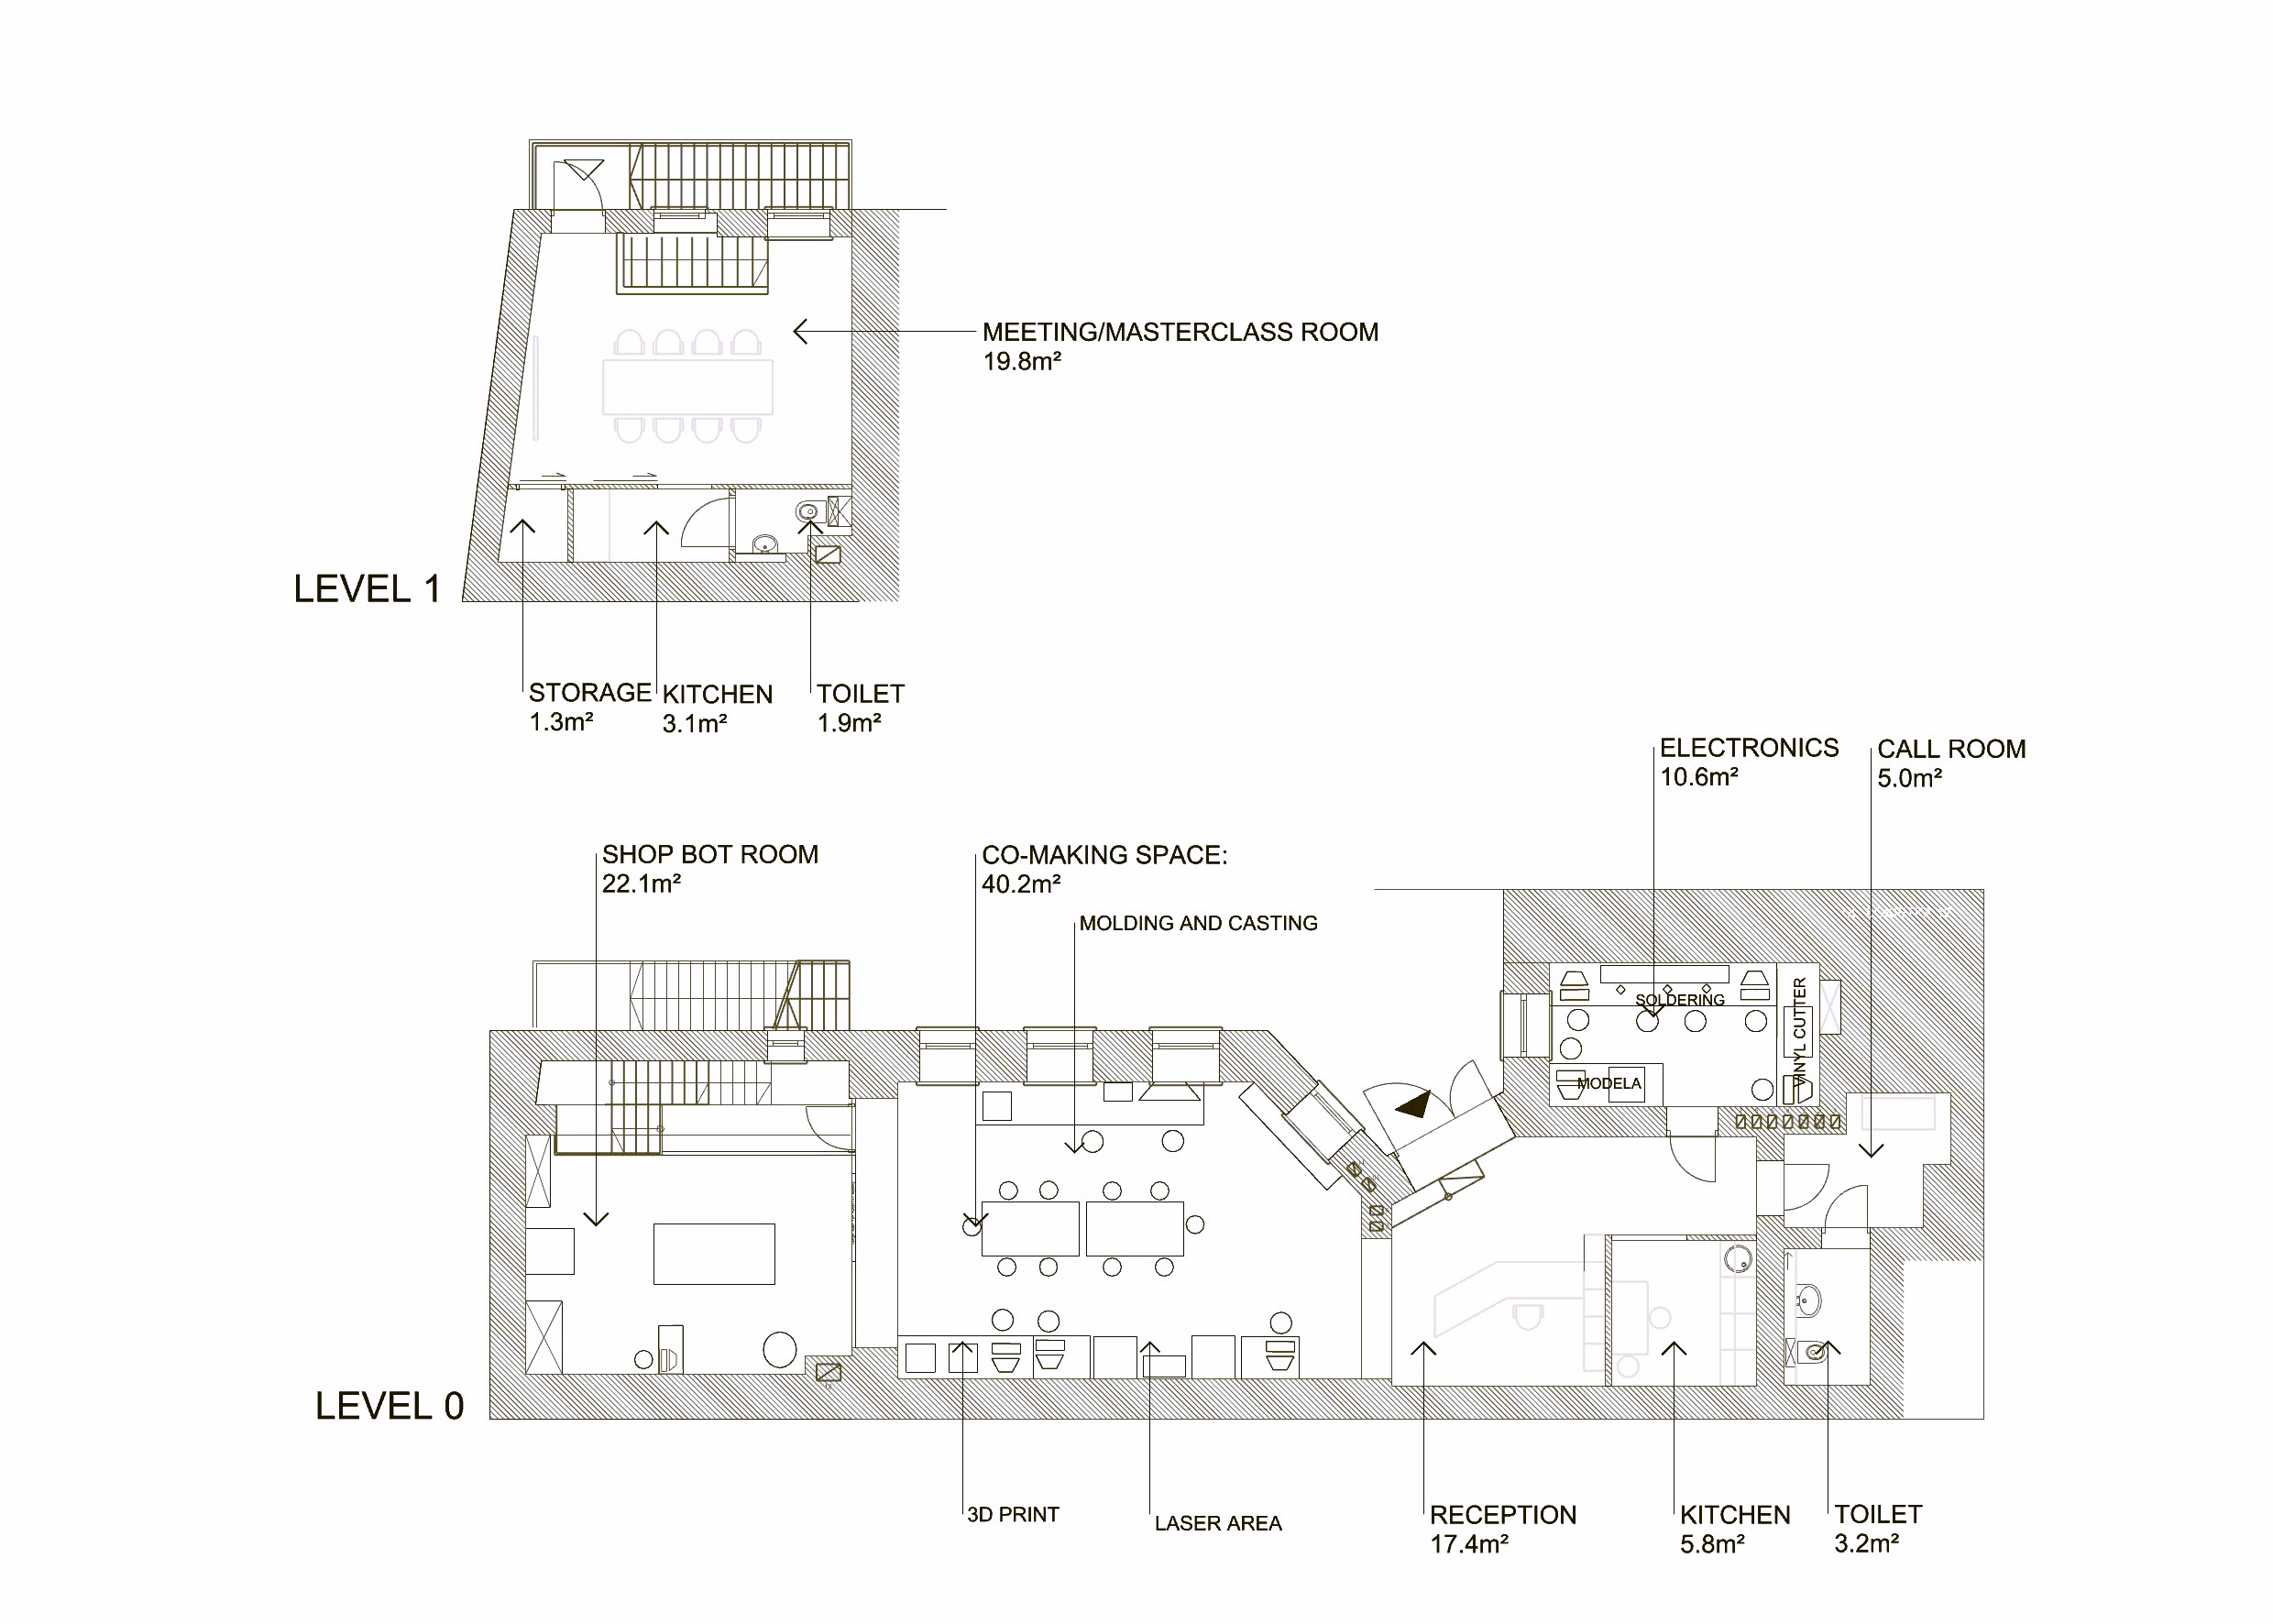 MEETING/MASTERCLASS ROOM
19.8m²
LEVEL 1
STORAGE
1.3m²
KITCHEN
3.1m²
TOILET
1.9m²
ELECTRONICS
10.6m²
CALL ROOM
5.0m²
SHOP BOT ROOM
22.1m²
CO-MAKING SPACE:
40.2m²
MOLDING AND CASTING
SOLDERING
VINYL CUTTER
MODELA
LEVEL 0
3D PRINT
LASER AREA
RECEPTION
17.4m²
KITCHEN
5.8m²
TOILET
3.2m²